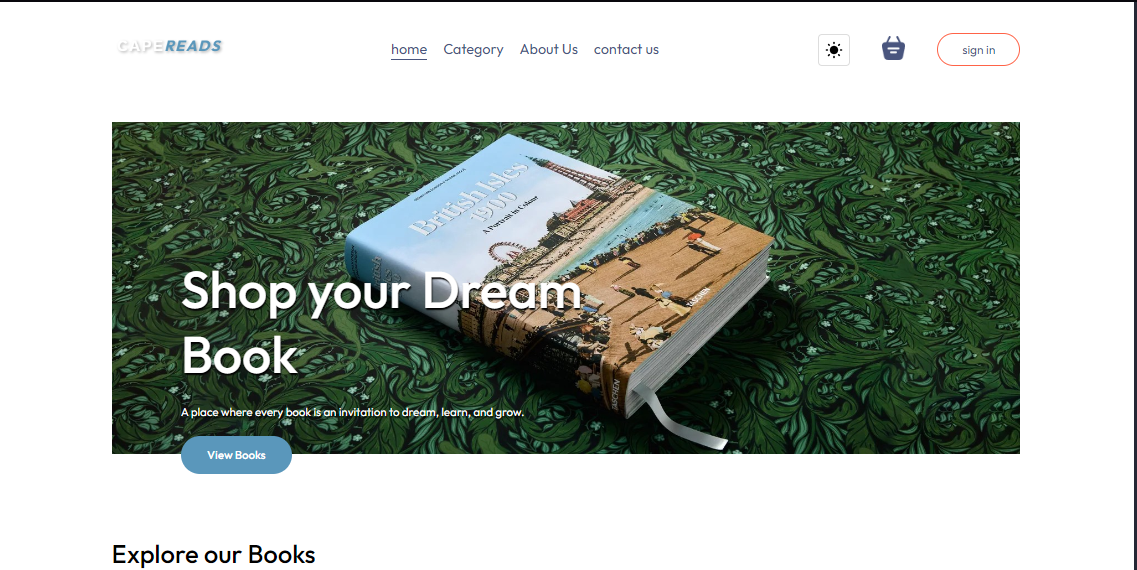 CAPEREADS
home Category About Us contact us sign in
British Isles
1900
A Portrait in Colour
TASCHEN
TASCHEN
Shop your Dream
Book
A place where every book is an invitation to dream, learn, and grow.
View Books
Explore our Books